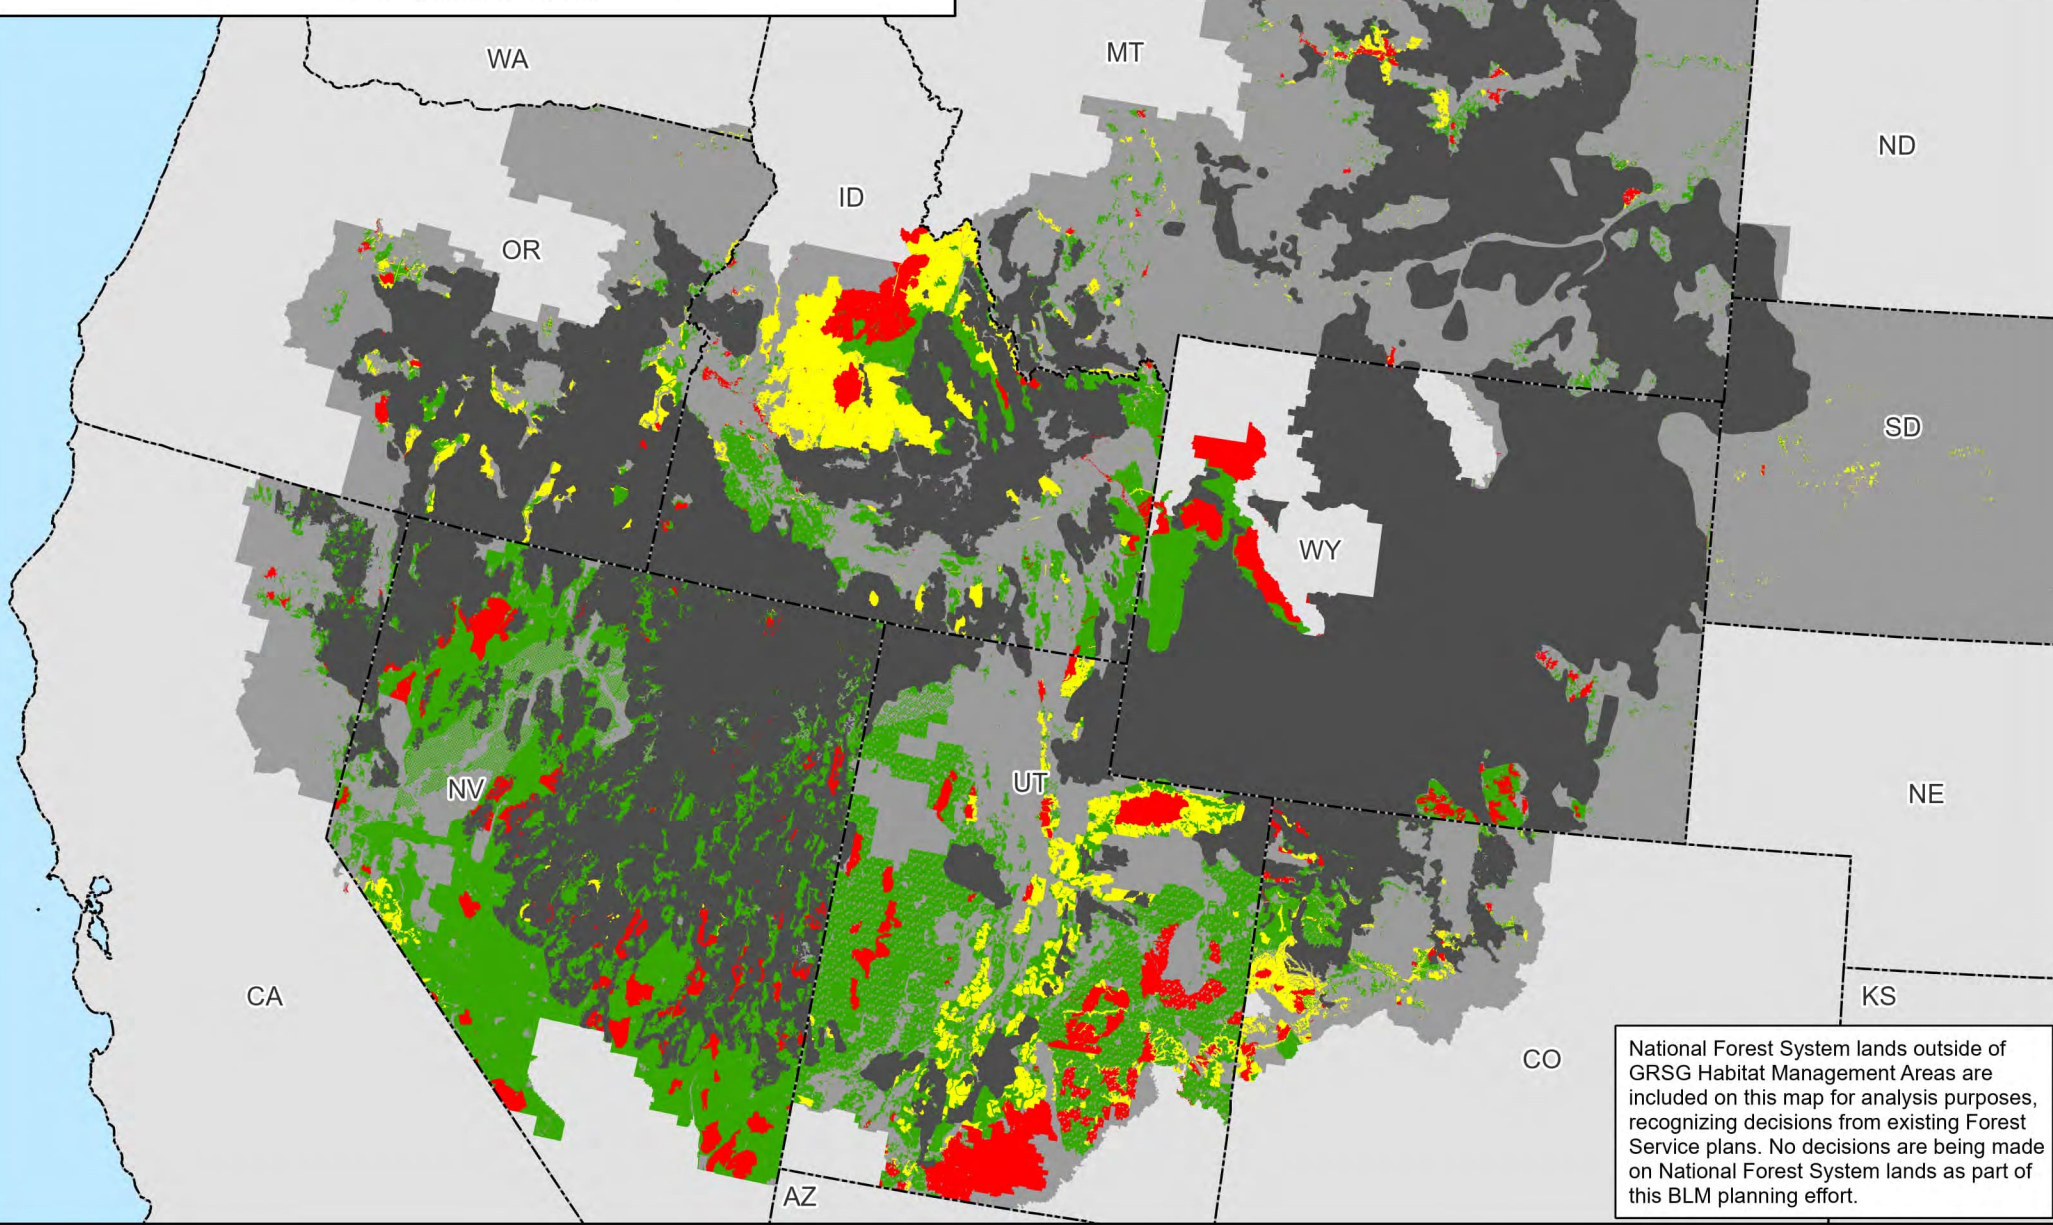 WA
MT
ND
ID
OR
SD
WY
NV
UT
NE
CA
KS
CO
AZ
National Forest System lands outside of
GRSG Habitat Management Areas are
included on this map for analysis purposes,
recognizing decisions from existing Forest
Service plans. No decisions are being made
on National Forest System lands as part of
this BLM planning effort.